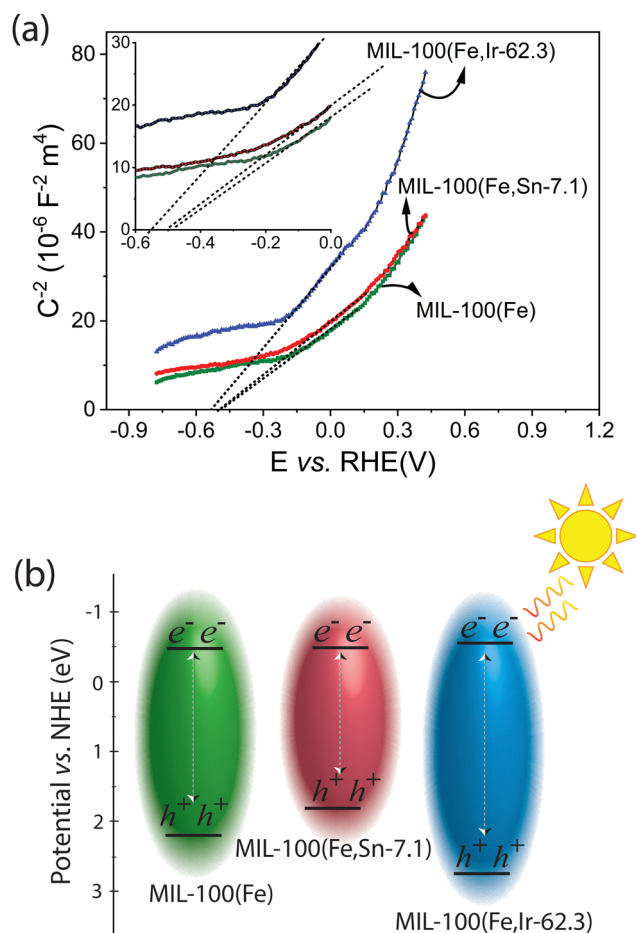 (a)
30
20
10
0
-0.6
-0.4
-0.2
0.0
MIL-100(Fe,Ir-62.3)
MIL-100(Fe,Sn-7.1)
MIL-100(Fe)
80
60
40
20
0
C⁻² (10⁻⁶ F⁻² m⁴)
-0.9
-0.6
-0.3
0.0
0.3
0.6
0.9
1.2
E vs. RHE(V)
(b)
Potential vs. NHE (eV)
-1
0
1
2
3
e⁻ e⁻
e⁻ e⁻
e⁻ e⁻
h⁺ h⁺
h⁺ h⁺
h⁺ h⁺
MIL-100(Fe)
MIL-100(Fe,Sn-7.1)
MIL-100(Fe,Ir-62.3)